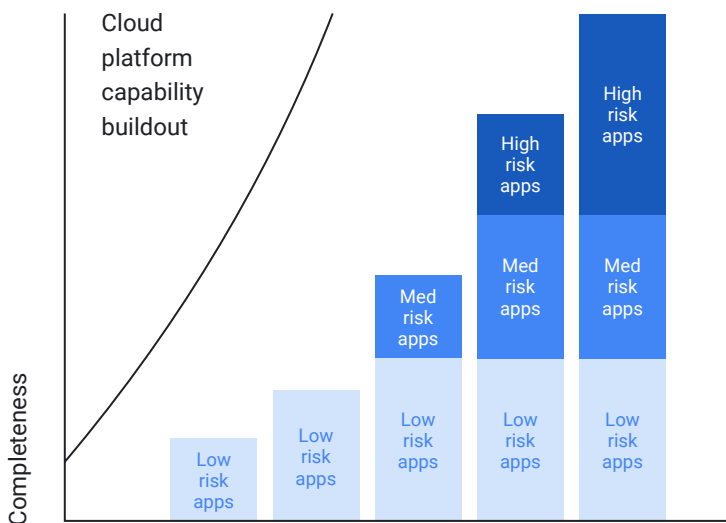 Cloud
platform
capability
buildout
Completeness
Low
risk
apps
Low
risk
apps
Med
risk
apps
Low
risk
apps
High
risk
apps
Med
risk
apps
Low
risk
apps
High
risk
apps
Med
risk
apps
Low
risk
apps